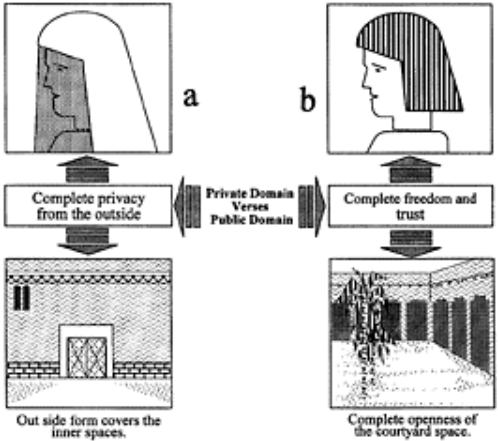 a
b
Complete privacy
from the outside
Private Domain
Verses
Public Domain
Complete freedom and
trust
Out side form covers the
inner spaces.
Complete openness of
the courtyard space.